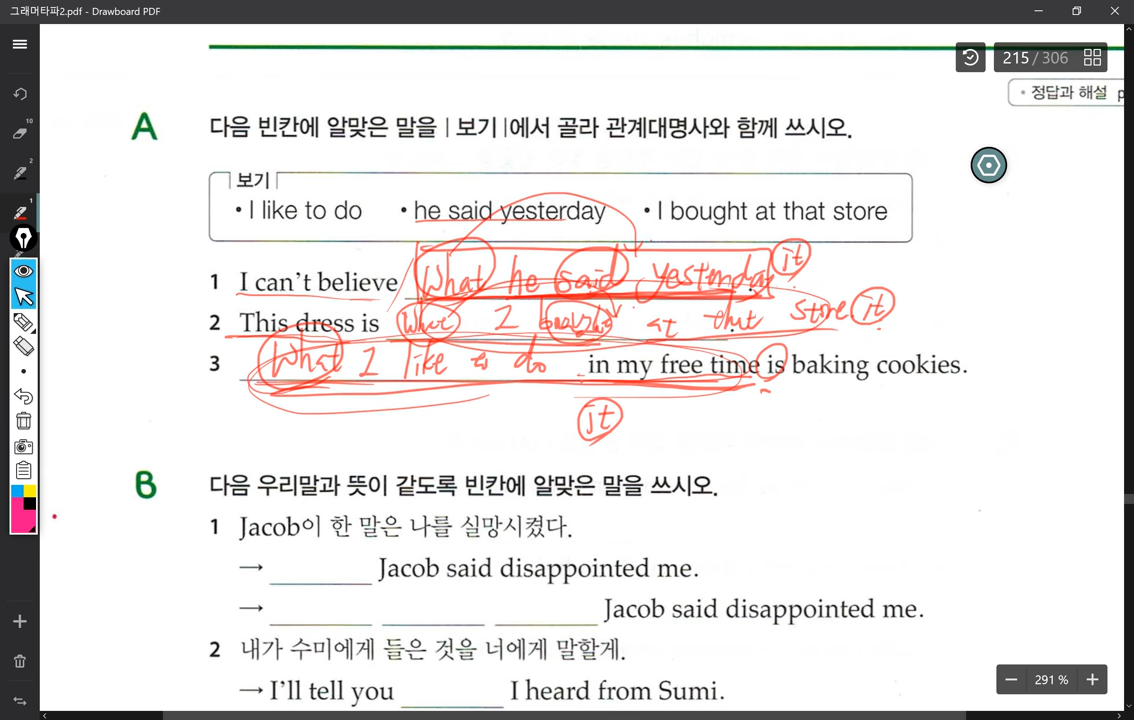 그래머타파2.pdf - Drawboard PDF
215 / 306
• 정답과 해설 p
A 다음 빈칸에 알맞은 말을 | 보기 |에서 골라 관계대명사와 함께 쓰시오.
보기
• I like to do • he said yesterday • I bought at that store
1 I can't believe What he said yesterday. it
2 This dress is What I bought at that store it.
3 What I like to do in my free time is baking cookies.
it
B 다음 우리말과 뜻이 같도록 빈칸에 알맞은 말을 쓰시오.
1 Jacob이 한 말은 나를 실망시켰다.
→ ________ Jacob said disappointed me.
→ ________ ________ ________ Jacob said disappointed me.
2 내가 수미에게 들은 것을 너에게 말할게.
→ I'll tell you ________ I heard from Sumi.
10
2
1
291 %